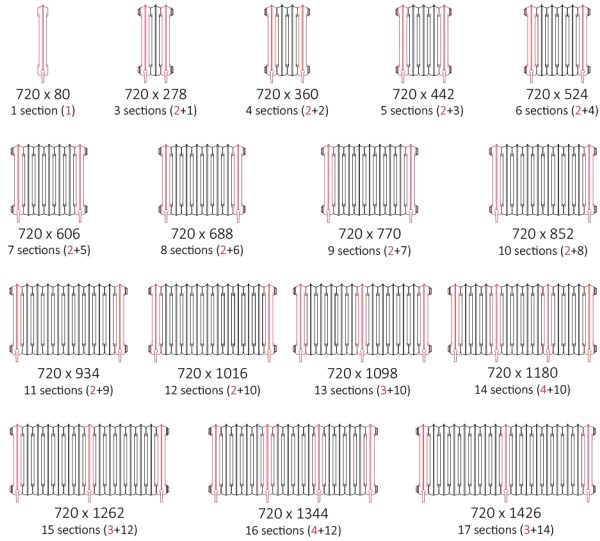 720 x 80
1 section (1)
720 x 278
3 sections (2+1)
720 x 360
4 sections (2+2)
720 x 442
5 sections (2+3)
720 x 524
6 sections (2+4)
720 x 606
7 sections (2+5)
720 x 688
8 sections (2+6)
720 x 770
9 sections (2+7)
720 x 852
10 sections (2+8)
720 x 934
11 sections (2+9)
720 x 1016
12 sections (2+10)
720 x 1098
13 sections (3+10)
720 x 1180
14 sections (4+10)
720 x 1262
15 sections (3+12)
720 x 1344
16 sections (4+12)
720 x 1426
17 sections (3+14)